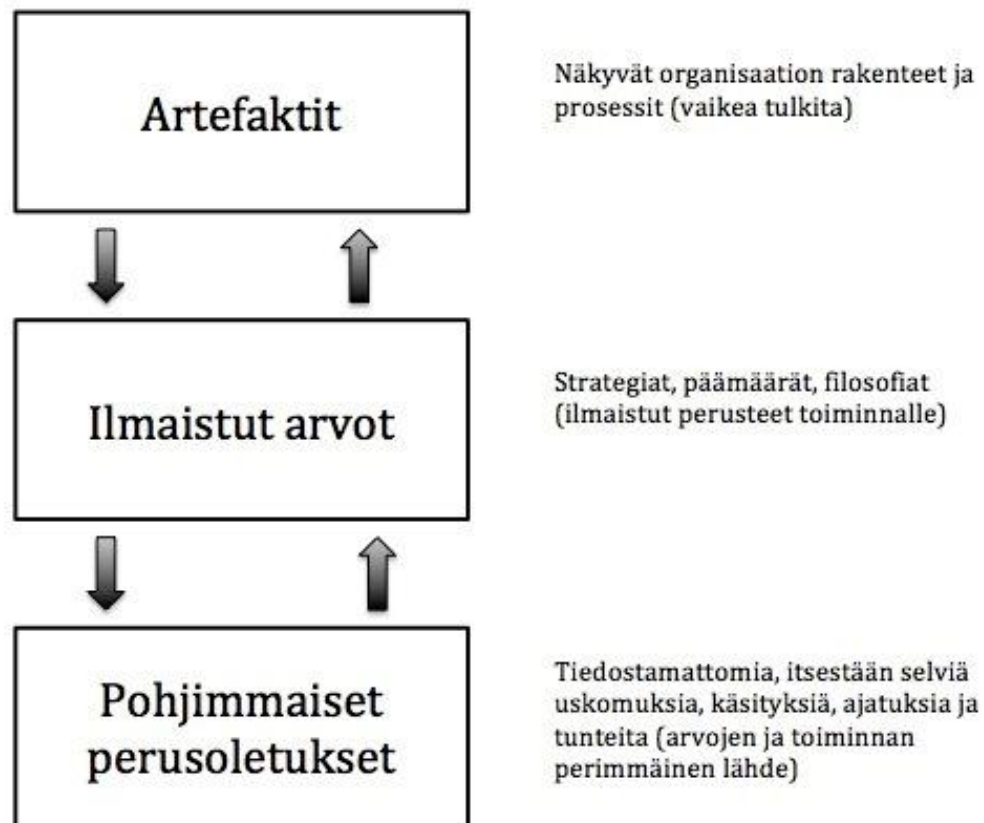 Artefaktit
Näkyvät organisaation rakenteet ja
prosessit (vaikea tulkita)
Ilmaistut arvot
Strategiat, päämäärät, filosofiat
(ilmaistut perusteet toiminnalle)
Pohjimmaiset
perusoletukset
Tiedostamattomia, itsestään selviä
uskomuksia, käsityksiä, ajatuksia ja
tunteita (arvojen ja toiminnan
perimmäinen lähde)